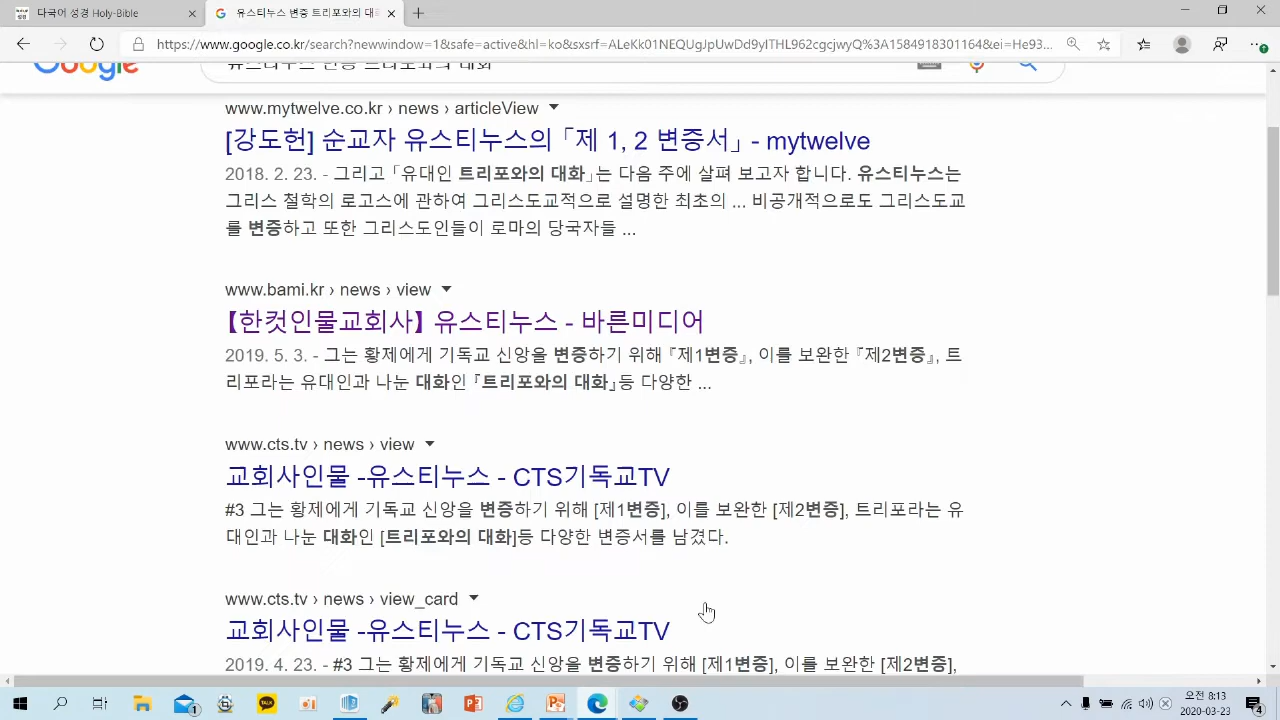 다국어 성경 Holy-Bible
유스티누스 변증 트리포와의 대
https://www.google.co.kr/search?newwindow=1&safe=active&hl=ko&sxsrf=ALeKk01NEQUgJpUwDd9yITHL962cgcjwyQ%3A1584918301164&ei=He93...
Google
유스티누스 변증 트리포와의 대화
www.mytwelve.co.kr › news › articleView
[강도헌] 순교자 유스티누스의「제 1, 2 변증서」- mytwelve
2018. 2. 23. - 그리고「유대인 트리포와의 대화」는 다음 주에 살펴 보고자 합니다. 유스티누스는
그리스 철학의 로고스에 관하여 그리스도교적으로 설명한 최초의 ... 비공개적으로도 그리스도교
를 변증하고 또한 그리스도인들이 로마의 당국자들 ...
www.bami.kr › news › view
【한컷인물교회사】유스티누스 - 바른미디어
2019. 5. 3. - 그는 황제에게 기독교 신앙을 변증하기 위해『제1변증』, 이를 보완한『제2변증』, 트
리포라는 유대인과 나눈 대화인『트리포와의 대화』등 다양한 ...
www.cts.tv › news › view
교회사인물 -유스티누스 - CTS기독교TV
#3 그는 황제에게 기독교 신앙을 변증하기 위해 [제1변증], 이를 보완한 [제2변증], 트리포라는 유
대인과 나눈 대화인 [트리포와의 대화]등 다양한 변증서를 남겼다.
www.cts.tv › news › view_card
교회사인물 -유스티누스 - CTS기독교TV
2019. 4. 23. - #3 그는 황제에게 기독교 신앙을 변증하기 위해 [제1변증], 이를 보완한 [제2변증],
오전 8:13
2020-03-23